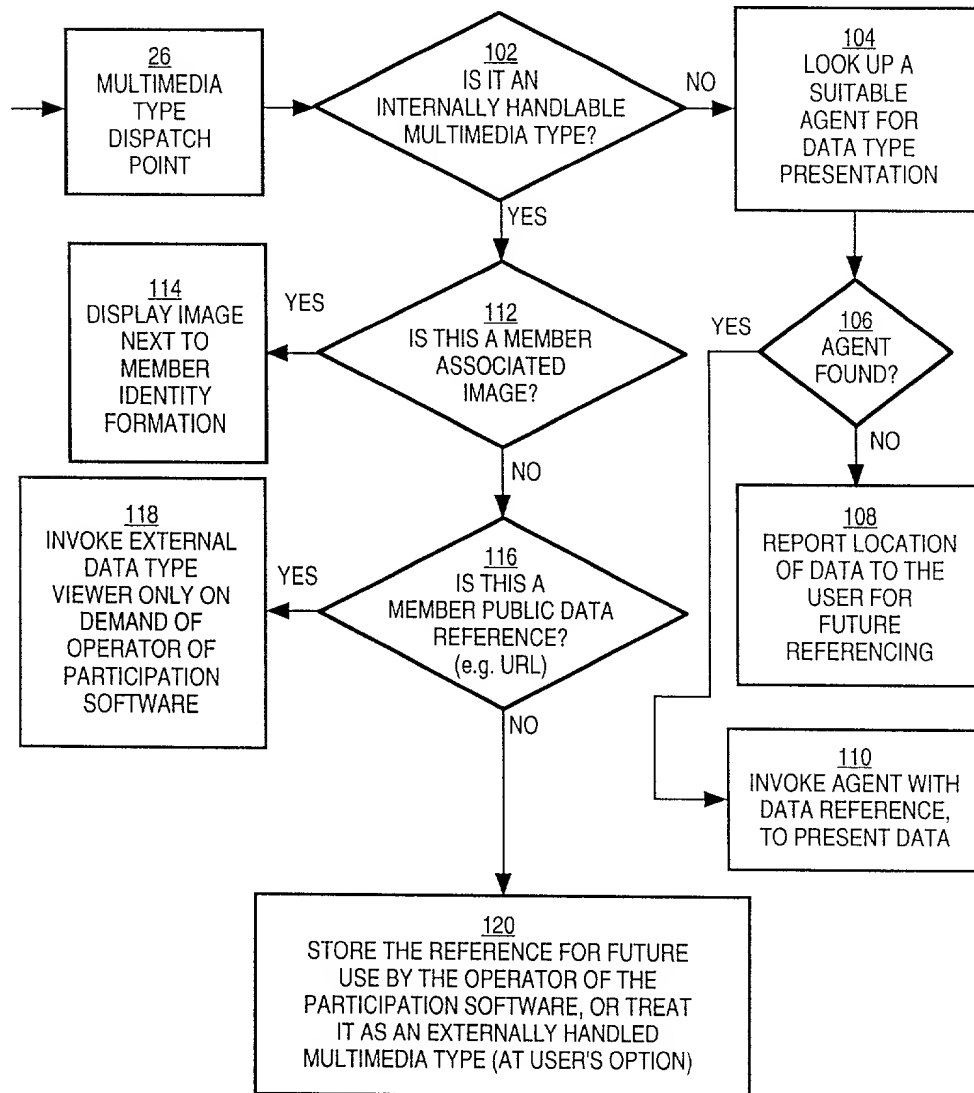 26
MULTIMEDIA
TYPE
DISPATCH
POINT
102
IS IT AN
INTERNALLY HANDLABLE
MULTIMEDIA TYPE?
NO
104
LOOK UP A
SUITABLE
AGENT FOR
DATA TYPE
PRESENTATION
YES
114
DISPLAY IMAGE
NEXT TO
MEMBER
IDENTITY
FORMATION
YES
112
IS THIS A MEMBER
ASSOCIATED
IMAGE?
YES
106
AGENT
FOUND?
NO
NO
118
INVOKE EXTERNAL
DATA TYPE
VIEWER ONLY ON
DEMAND OF
OPERATOR OF
PARTICIPATION
SOFTWARE
YES
116
IS THIS A
MEMBER PUBLIC DATA
REFERENCE?
(e.g. URL)
108
REPORT LOCATION
OF DATA TO THE
USER FOR
FUTURE
REFERENCING
NO
110
INVOKE AGENT WITH
DATA REFERENCE,
TO PRESENT DATA
120
STORE THE REFERENCE FOR FUTURE
USE BY THE OPERATOR OF THE
PARTICIPATION SOFTWARE, OR TREAT
IT AS AN EXTERNALLY HANDLED
MULTIMEDIA TYPE (AT USER'S OPTION)